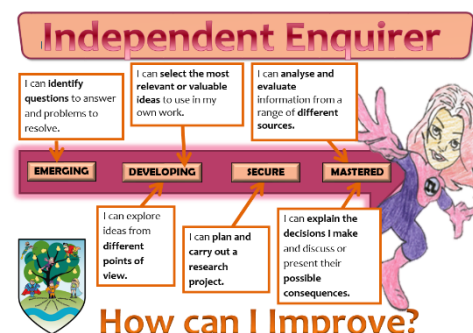 Independent Enquirer
I can identify
questions to answer
and problems to
resolve.
I can select the most
relevant or valuable
ideas to use in my
own work.
I can analyse and
evaluate
information from a
range of different
sources.
EMERGING
DEVELOPING
SECURE
MASTERED
I can explore
ideas from
different
points of
view.
I can plan and
carry out a
research
project.
I can explain the
decisions I make
and discuss or
present their
possible
consequences.
How can I Improve?